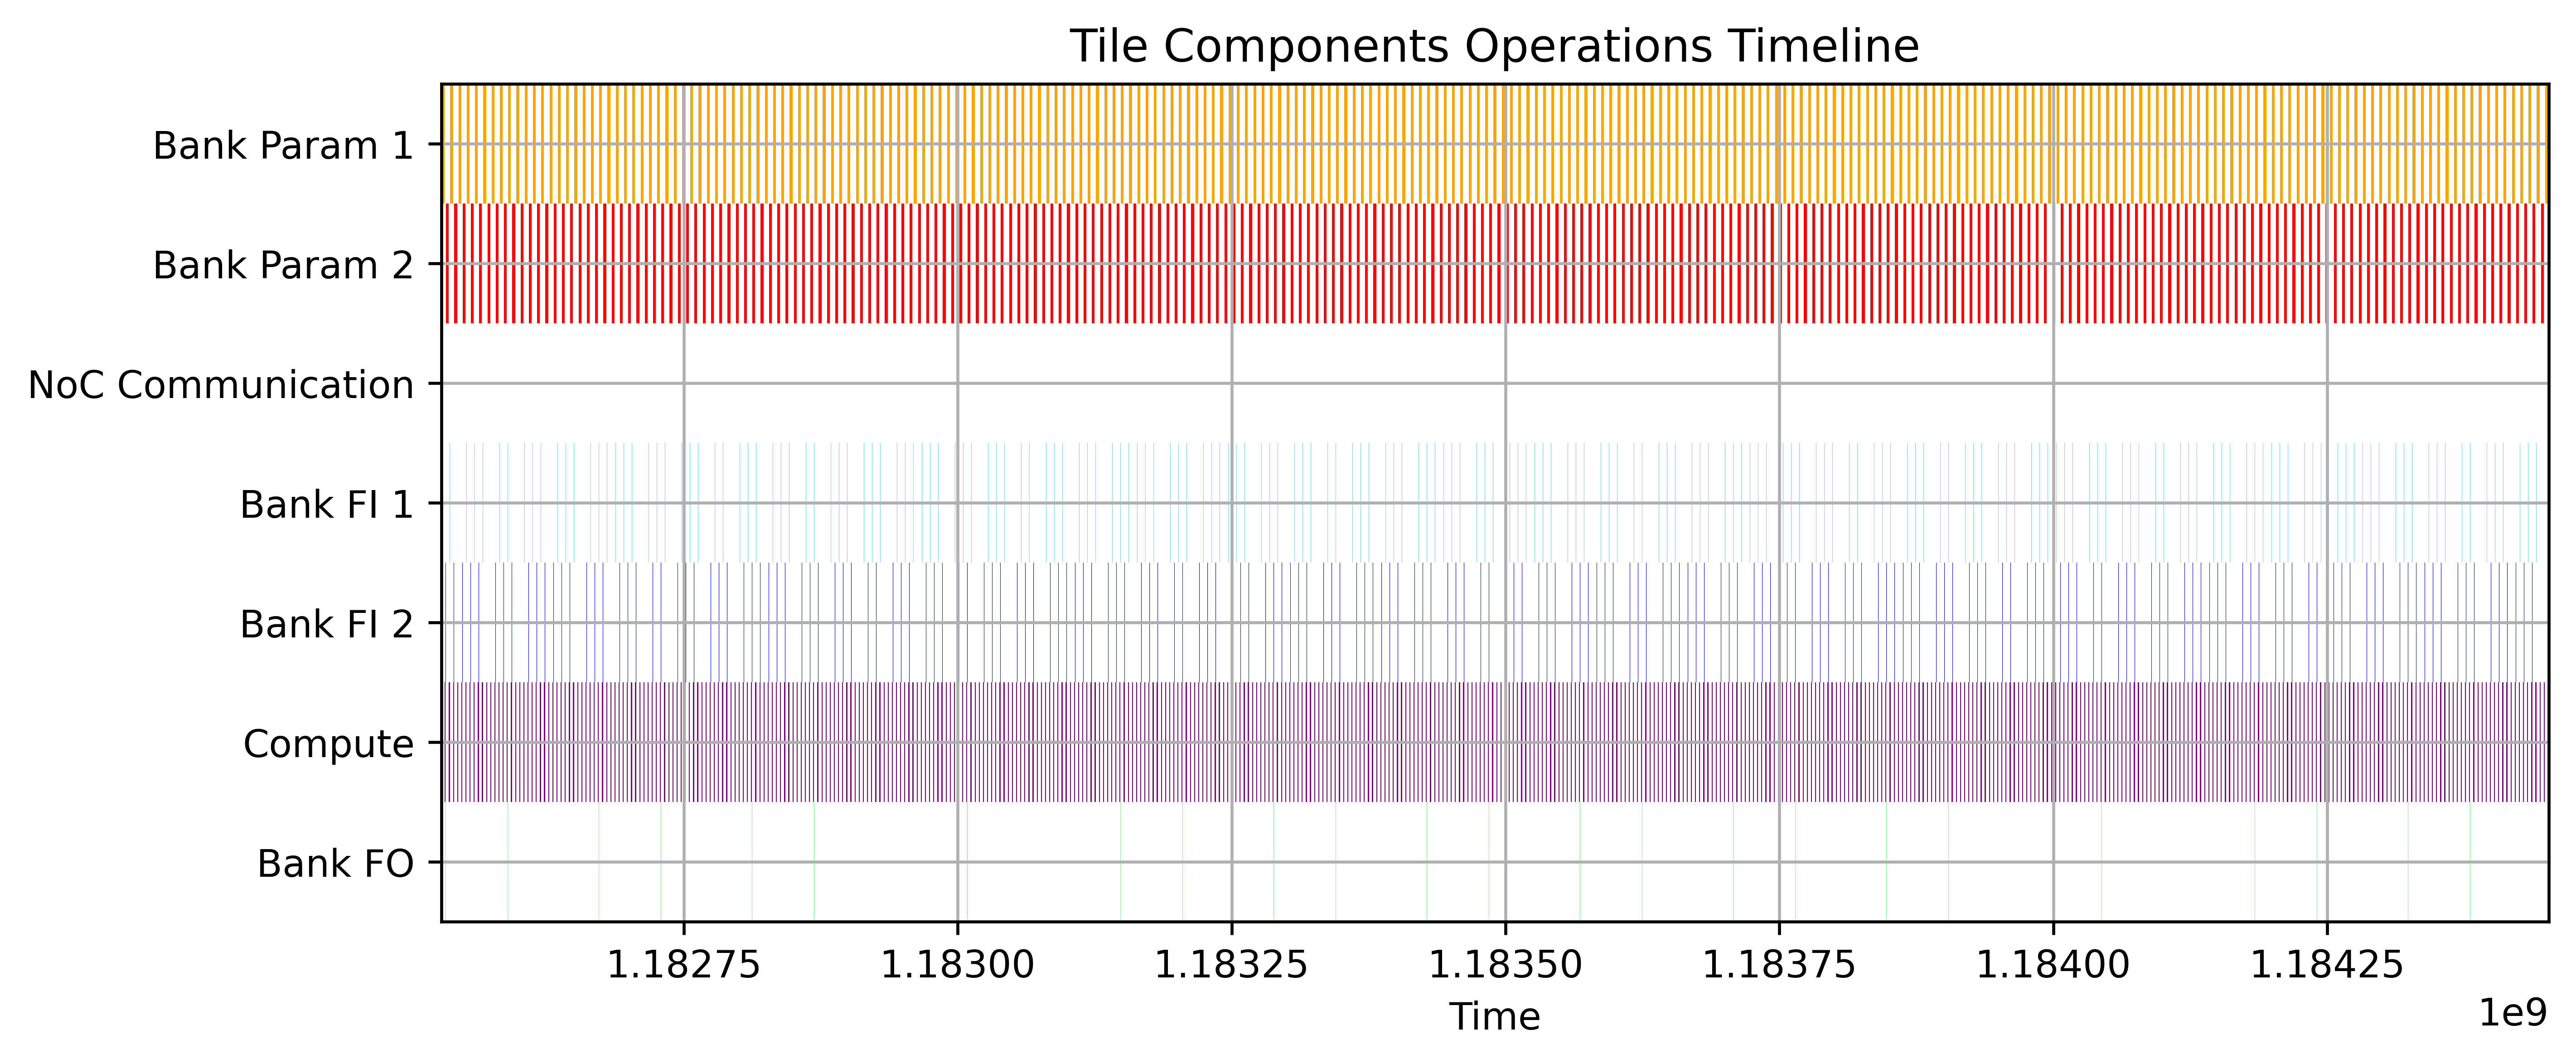 Tile Components Operations Timeline
Bank Param 1
Bank Param 2
NoC Communication
Bank FI 1
Bank FI 2
Compute
Bank FO
1.18275 1.18300 1.18325 1.18350 1.18375 1.18400 1.18425
Time
1e9